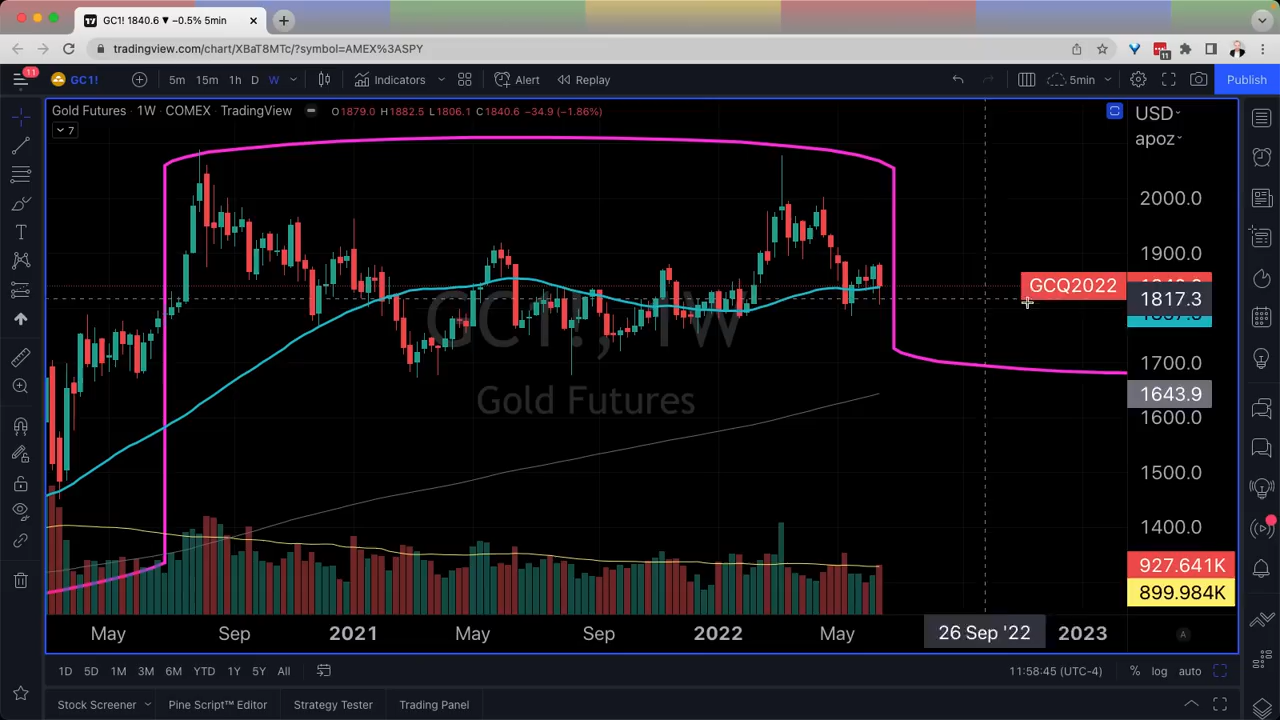 GC1! 1840.6 ▼ −0.5% 5min
tradingview.com/chart/XBaT8MTc/?symbol=AMEX%3ASPY
11
11
GC1! 5m 15m 1h D W Indicators Alert Replay 5min Publish
Gold Futures · 1W · COMEX · TradingView O1879.0 H1882.5 L1806.1 C1840.6 −34.9 (−1.86%)
7
USD
apoz
2000.0
1900.0
GCQ2022
1817.3
1700.0
1643.9
1600.0
1500.0
1400.0
927.641K
899.984K
GC1!, 1W
Gold Futures
May Sep 2021 May Sep 2022 May 26 Sep '22 2023
A
1D 5D 1M 3M 6M YTD 1Y 5Y All 11:58:45 (UTC-4) % log auto
Stock Screener Pine Script™ Editor Strategy Tester Trading Panel